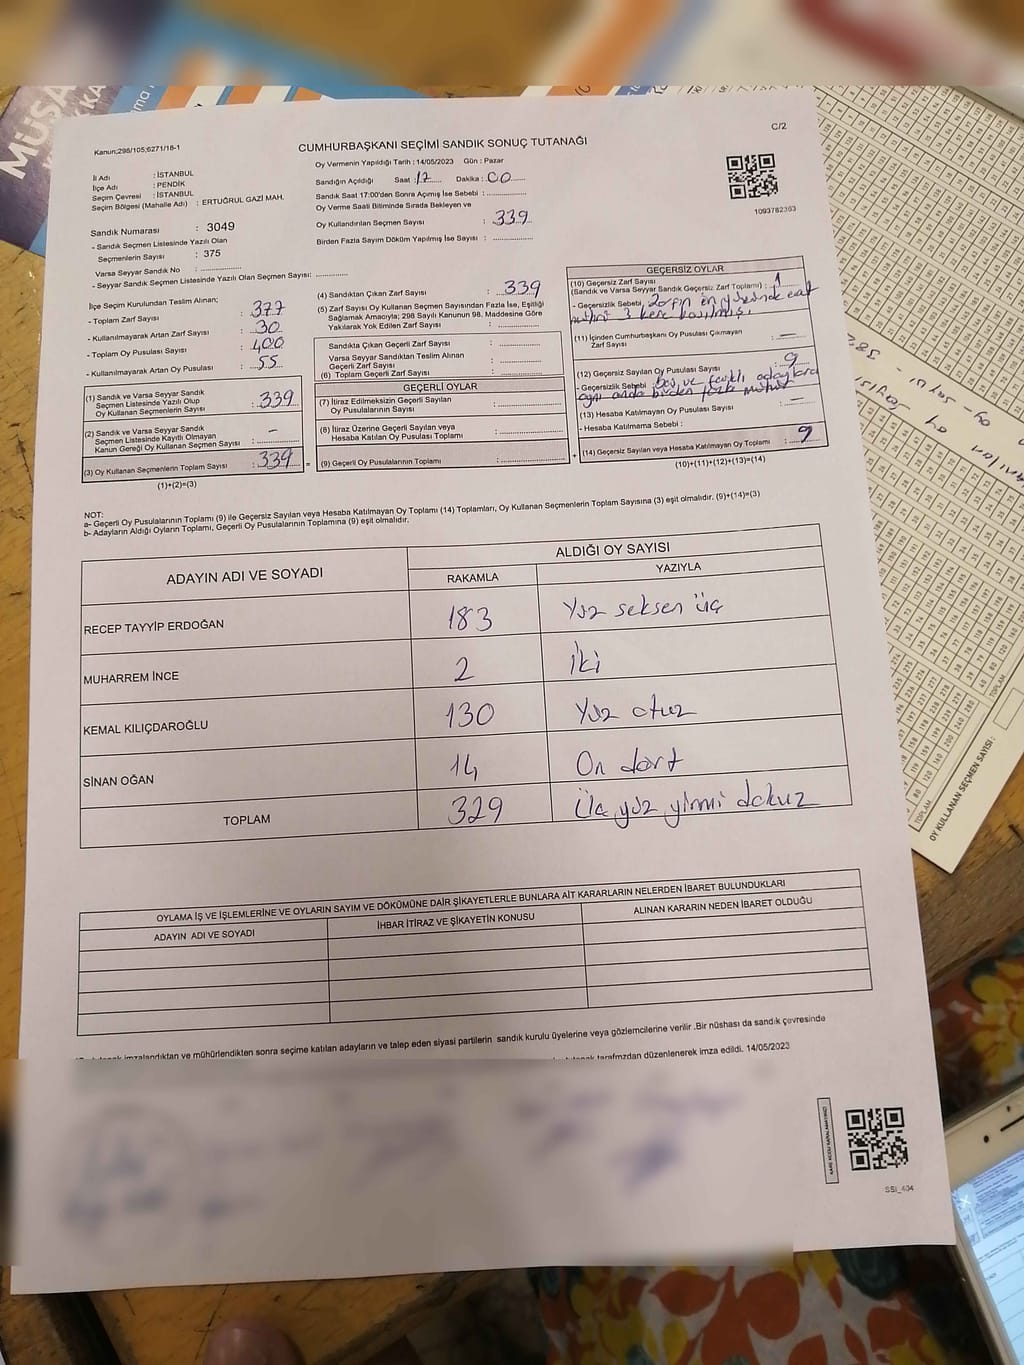 MÜSA
C/2
Kanun;298/105;6271/18-1
CUMHURBAŞKANI SEÇİMİ SANDIK SONUÇ TUTANAĞI
İl Adı : İSTANBUL
İlçe Adı : PENDİK
Seçim Çevresi : İSTANBUL
Seçim Bölgesi (Mahalle Adı) : ERTUĞRUL GAZİ MAH.
Oy Vermenin Yapıldığı Tarih : 14/05/2023 Gün : Pazar
Sandığın Açıldığı Saat : 17 Dakika : 00
Sandık Saat 17:00'den Sonra Açımış İse Sebebi :
Oy Verme Saati Bitiminde Sırada Bekleyen ve
Oy Kullandırılan Seçmen Sayısı : 339
Birden Fazla Sayım Döküm Yapılmış İse Sayısı :
1093782363
Sandık Numarası : 3049
- Sandık Seçmen Listesinde Yazılı Olan
Seçmenlerin Sayısı : 375
Varsa Seyyar Sandık No :
- Seyyar Sandık Seçmen Listesinde Yazılı Olan Seçmen Sayısı:
İlçe Seçim Kurulundan Teslim Alınan;
- Toplam Zarf Sayısı : 377
- Kullanılmayarak Artan Zarf Sayısı : 30
- Toplam Oy Pusulası Sayısı : 400
- Kullanılmayarak Artan Oy Pusulası : 55
(1) Sandık ve Varsa Seyyar Sandık
Seçmen Listesinde Yazılı Olup
Oy Kullanan Seçmenlerin Sayısı : 339
(2) Sandık ve Varsa Seyyar Sandık
Seçmen Listesinde Kayıtlı Olmayan
Kanun Gereği Oy Kullanan Seçmen Sayısı : -
(3) Oy Kullanan Seçmenlerin Toplam Sayısı : 339 =
(1)+(2)=(3)
(4) Sandıktan Çıkan Zarf Sayısı : 339
(5) Zarf Sayısı Oy Kullanan Seçmen Sayısından Fazla İse, Eşitliği
Sağlamak Amacıyla; 298 Sayılı Kanunun 98. Maddesine Göre
Yakılarak Yok Edilen Zarf Sayısı :
Sandıkta Çıkan Geçerli Zarf Sayısı :
Varsa Seyyar Sandıktan Teslim Alınan
Geçerli Zarf Sayısı :
(6) Toplam Geçerli Zarf Sayısı :
GEÇERLİ OYLAR
(7) İtiraz Edilmeksizin Geçerli Sayılan
Oy Pusulalarının Sayısı :
(8) İtiraz Üzerine Geçerli Sayılan veya
Hesaba Katılan Oy Pusulası Toplamı :
(9) Geçerli Oy Pusulalarının Toplamı : +
GEÇERSİZ OYLAR
(10) Geçersiz Zarf Sayısı
(Sandık ve Varsa Seyyar Sandık Geçersiz Zarf Toplamı) : 1
- Geçersizlik Sebebi : Zarfın ön yüzünde
3 kere
(11) İçinden Cumhurbaşkanı Oy Pusulası Çıkmayan
Zarf Sayısı : -
(12) Geçersiz Sayılan Oy Pusulası Sayısı : 9
- Geçersizlik Sebebi : boş ve farklı adaylara
aynı anda birden fazla mühür
(13) Hesaba Katılmayan Oy Pusulası Sayısı : -
- Hesaba Katılmama Sebebi :
(14) Geçersiz Sayılan veya Hesaba Katılmayan Oy Toplamı : 9
(10)+(11)+(12)+(13)=(14)
NOT:
a- Geçerli Oy Pusulalarının Toplamı (9) ile Geçersiz Sayılan veya Hesaba Katılmayan Oy Toplamı (14) Toplamları, Oy Kullanan Seçmenlerin Toplam Sayısına (3) eşit olmalıdır. (9)+(14)=(3)
b- Adayların Aldığı Oyların Toplamı, Geçerli Oy Pusulalarının Toplamına (9) eşit olmalıdır.
ADAYIN ADI VE SOYADI
ALDIĞI OY SAYISI
RAKAMLA YAZIYLA
RECEP TAYYİP ERDOĞAN 183 Yüz seksen üç
MUHARREM İNCE 2 iki
KEMAL KILIÇDAROĞLU 130 Yüz otuz
SİNAN OĞAN 14 On dört
TOPLAM 329 Üç yüz yirmi dokuz
OYLAMA İŞ VE İŞLEMLERİNE VE OYLARIN SAYIM VE DÖKÜMÜNE DAİR ŞİKAYETLERLE BUNLARA AİT KARARLARIN NELERDEN İBARET BULUNDUKLARI
ADAYIN ADI VE SOYADI İHBAR İTİRAZ VE ŞİKAYETİN KONUSU ALINAN KARARIN NEDEN İBARET OLDUĞU
imzalandıktan ve mühürlendikten sonra seçime katılan adayların ve talep eden siyasi partilerin sandık kurulu üyelerine veya gözlemcilerine verilir .Bir nüshası da sandık çevresinde
tarafımızdan düzenlenerek imza edildi. 14/05/2023
SSI_404
TOPLAM
OY KULLANAN SEÇMEN SAYISI :